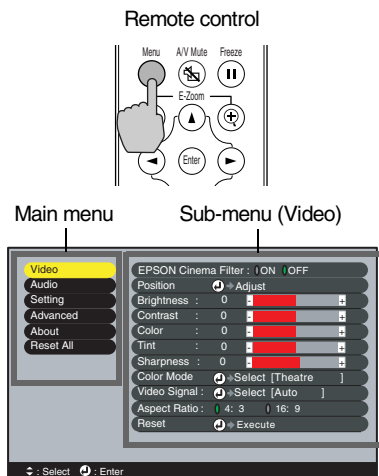 Remote control
Menu A/V Mute Freeze
E-Zoom
Enter
Main menu Sub-menu (Video)
Video
Audio
Setting
Advanced
About
Reset All
EPSON Cinema Filter : ON OFF
Position Adjust
Brightness : 0 - +
Contrast : 0 - +
Color : 0 - +
Tint : 0 - +
Sharpness : 0 - +
Color Mode Select [Theatre ]
Video Signal : Select [Auto ]
Aspect Ratio : 4: 3 16: 9
Reset Execute
: Select : Enter